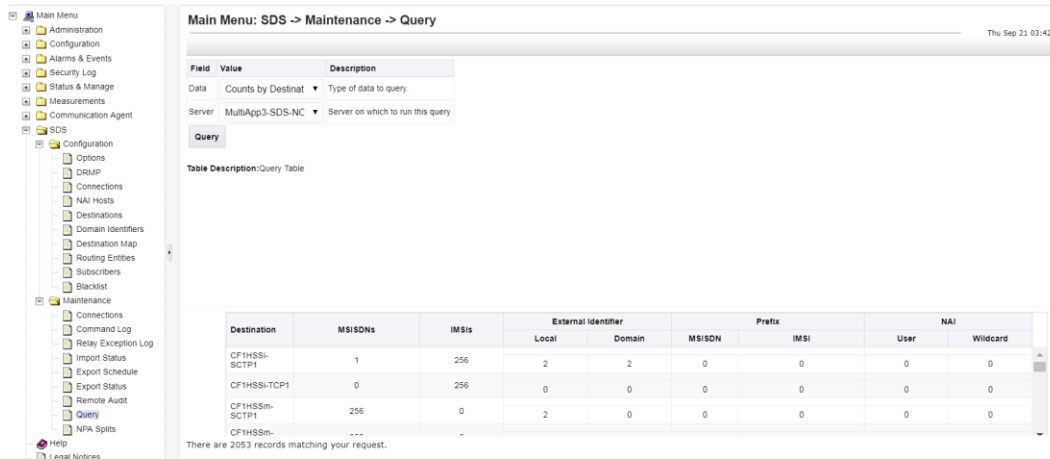 Main Menu
Administration
Configuration
Alarms & Events
Security Log
Status & Manage
Measurements
Communication Agent
SDS
Configuration
Options
DRMP
Connections
NAI Hosts
Destinations
Domain Identifiers
Destination Map
Routing Entities
Subscribers
Blacklist
Maintenance
Connections
Command Log
Relay Exception Log
Import Status
Export Schedule
Export Status
Remote Audit
Query
NPA Splits
Help
Legal Notices
Main Menu: SDS -> Maintenance -> Query
Thu Sep 21 03:42
Field Value Description
Data Counts by Destinat Type of data to query.
Server MultiApp3-SDS-NC Server on which to run this query
Query
Table Description:Query Table
External Identifier Prefix NAI
Destination MSISDNs IMSIs
Local Domain MSISDN IMSI User Wildcard
CF1HSSi-SCTP1 1 256 2 2 0 0 0 0
CF1HSSi-TCP1 0 256 0 0 0 0 0 0
CF1HSSm-SCTP1 256 0 2 0 0 0 0 0
CF1HSSm-
There are 2053 records matching your request.